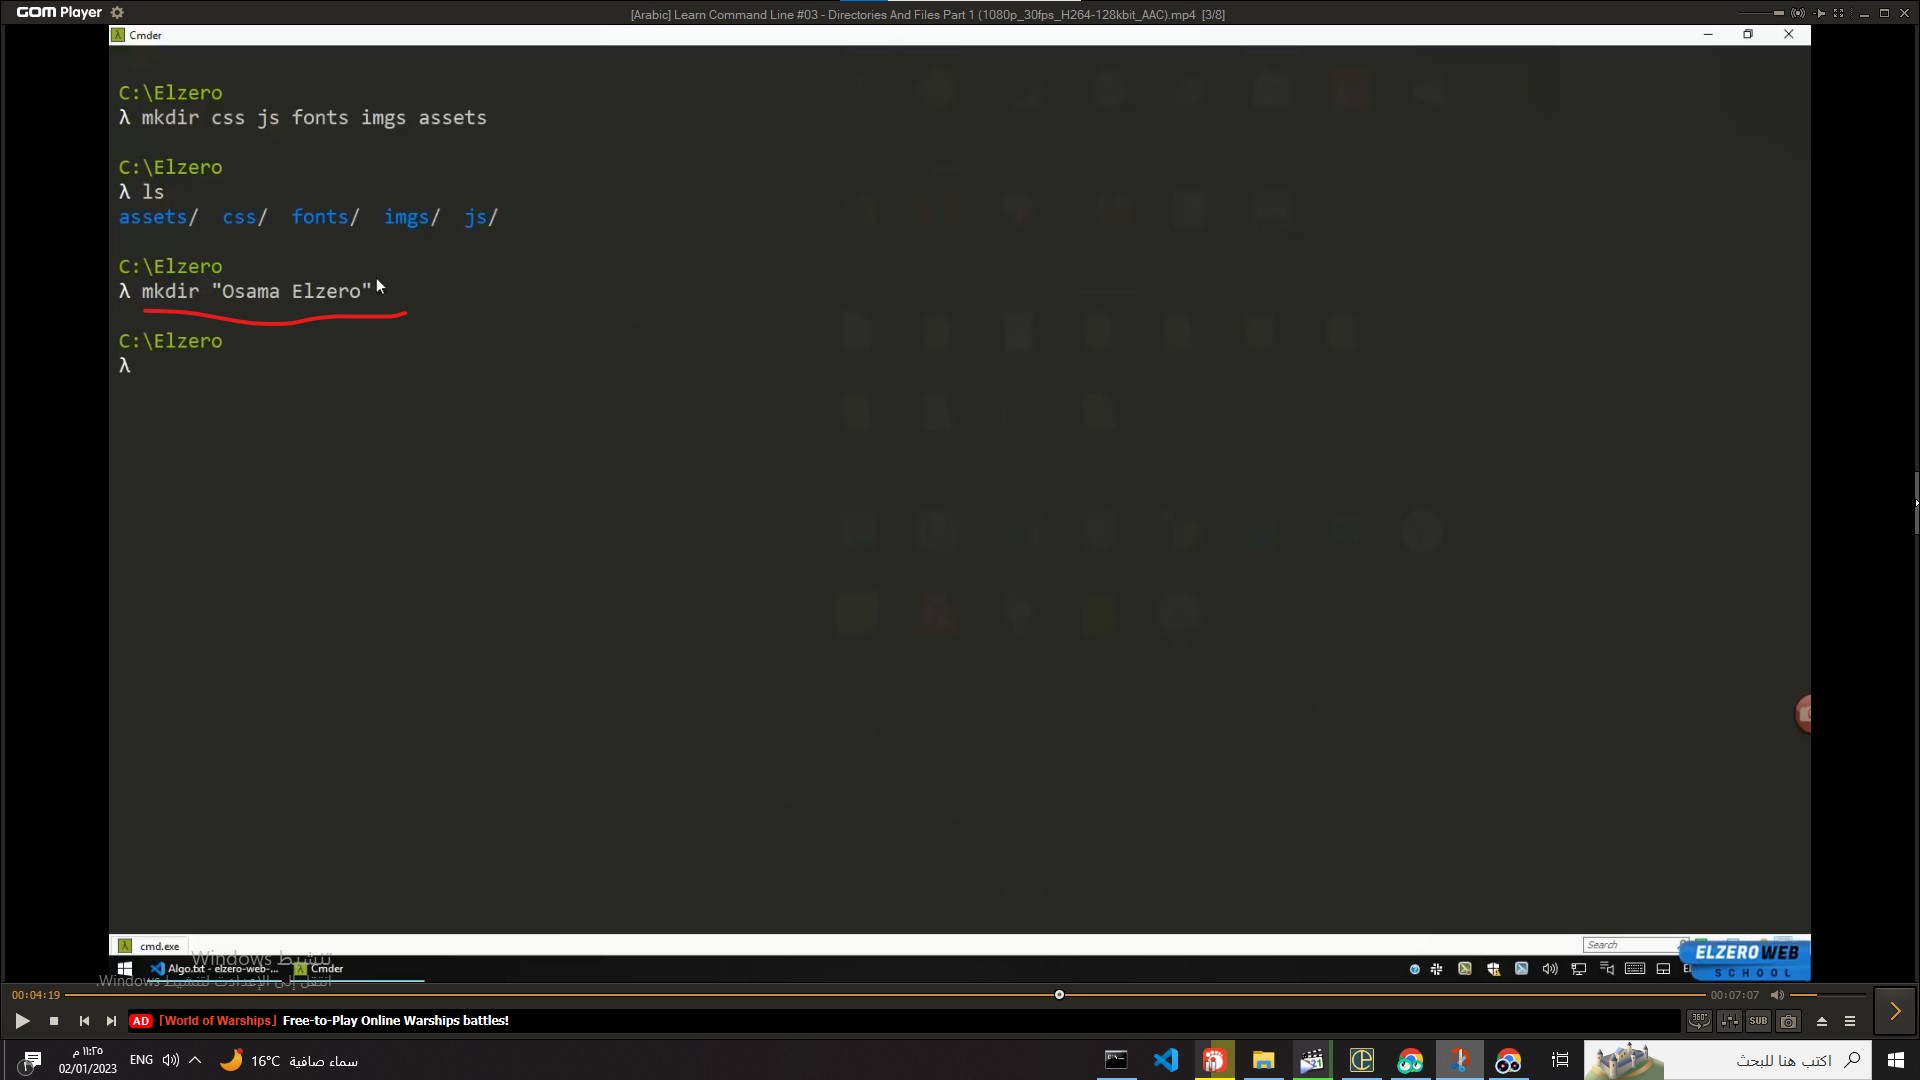 GOM Player
[Arabic] Learn Command Line #03 - Directories And Files Part 1 (1080p_30fps_H264-128kbit_AAC).mp4 [3/8]
Cmder
C:\Elzero
λ mkdir css js fonts imgs assets
C:\Elzero
λ ls
assets/ css/ fonts/ imgs/ js/
C:\Elzero
λ mkdir "Osama Elzero"
C:\Elzero
λ
cmd.exe
Search
ELZERO WEB
SCHOOL
تنشيط Windows
Algo.txt - elzero-web-...
Cmder
انتقل إلى الإعدادات لتنشيط Windows.
00:04:19
00:07:07
AD [World of Warships] Free-to-Play Online Warships battles!
360°
SUB
١١:٢٥ م
02/01/2023
ENG
16°C سماء صافية
اكتب هنا للبحث